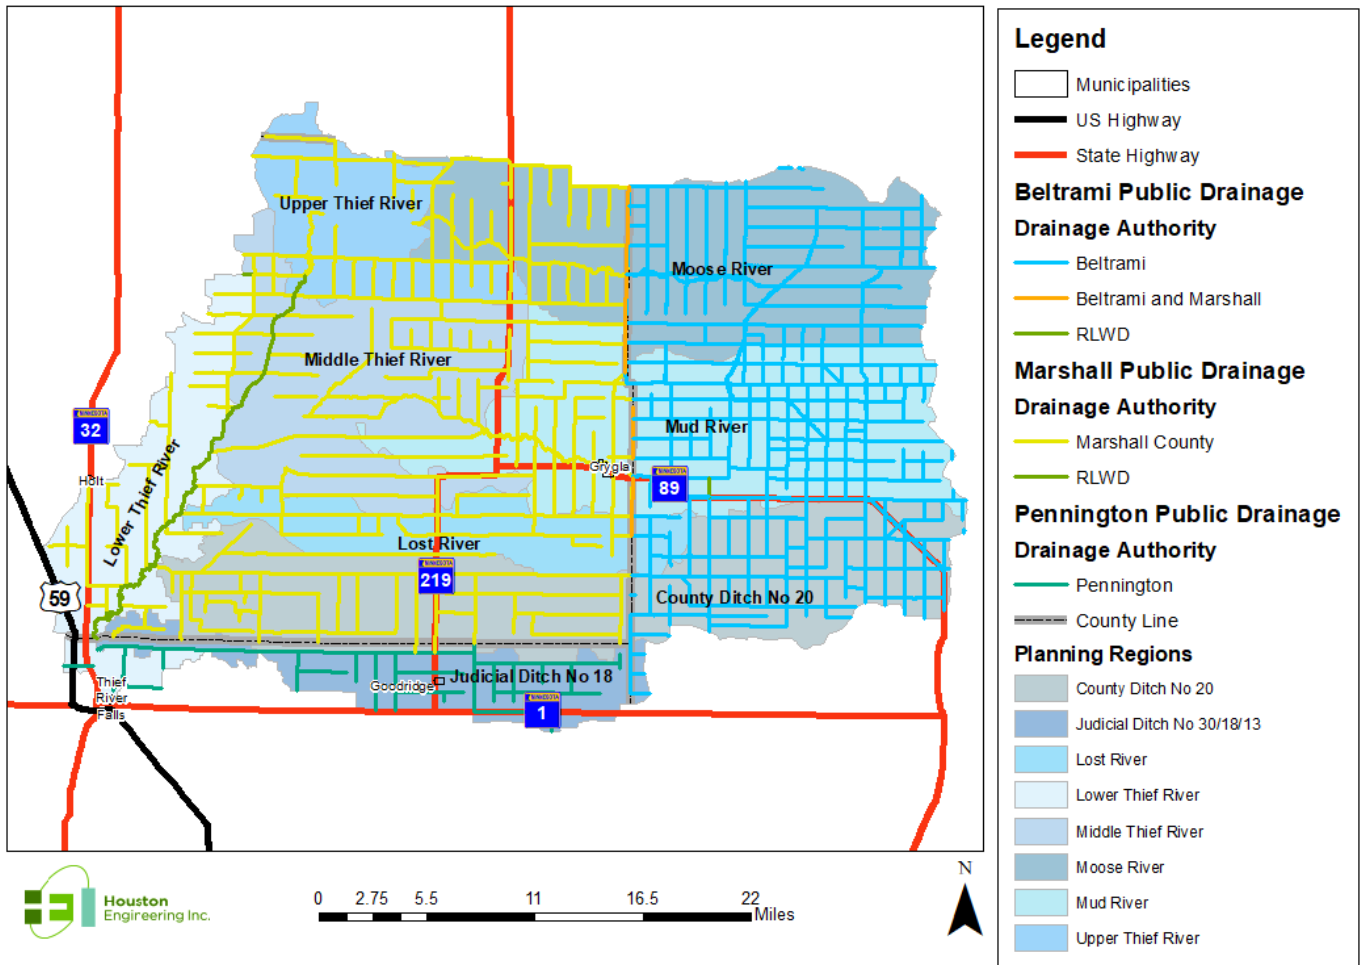 Upper Thief River
Moose River
Middle Thief River
Mud River
MINNESOTA
32
Holt
Lower Thief River
Grygla
MINNESOTA
89
Lost River
MINNESOTA
219
59
County Ditch No 20
Judicial Ditch No 18
Goodridge
Thief
River
Falls
MINNESOTA
1
Houston
Engineering Inc.
0 2.75 5.5 11 16.5 22
Miles
N
Legend
Municipalities
US Highway
State Highway
Beltrami Public Drainage
Drainage Authority
Beltrami
Beltrami and Marshall
RLWD
Marshall Public Drainage
Drainage Authority
Marshall County
RLWD
Pennington Public Drainage
Drainage Authority
Pennington
County Line
Planning Regions
County Ditch No 20
Judicial Ditch No 30/18/13
Lost River
Lower Thief River
Middle Thief River
Moose River
Mud River
Upper Thief River